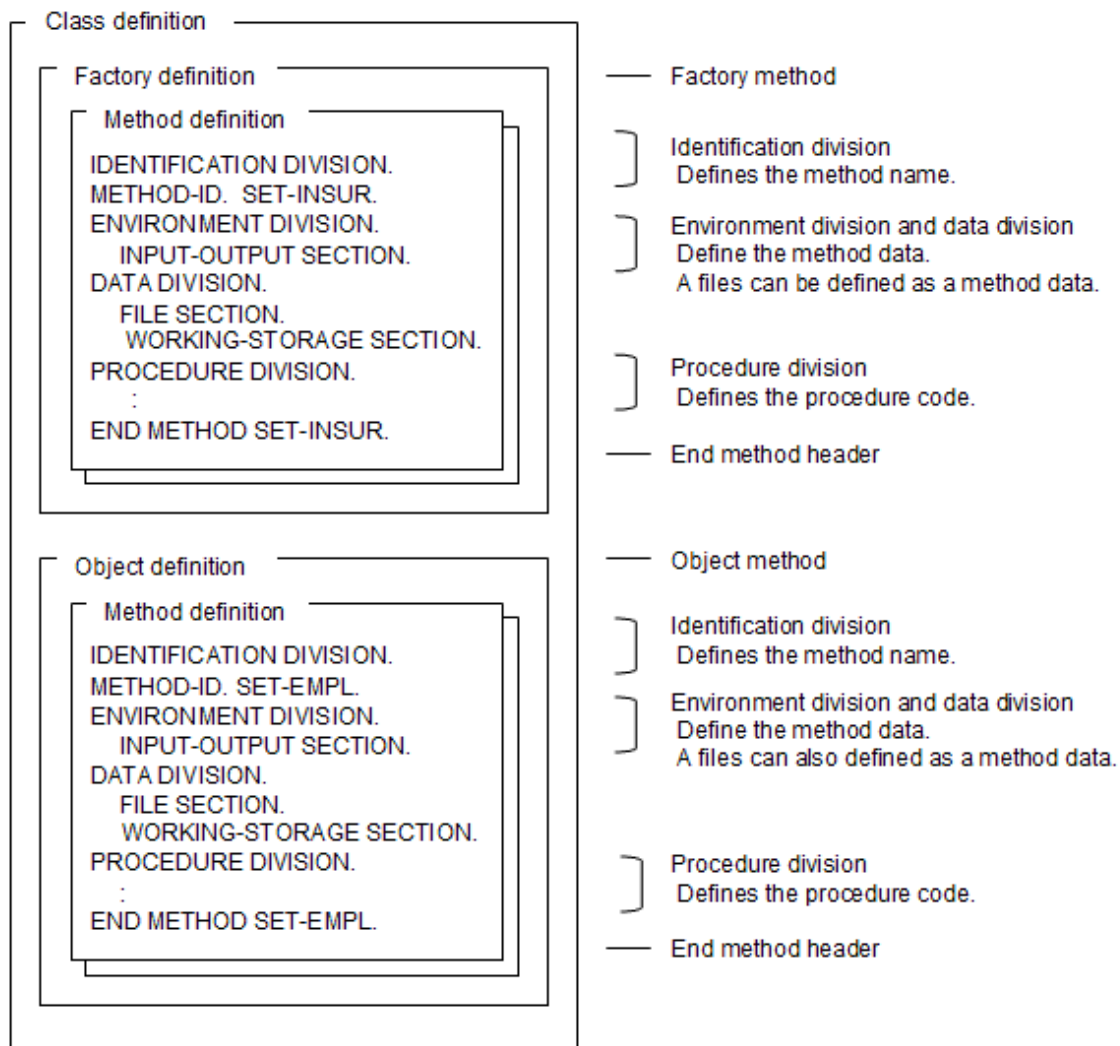 Class definition
Factory definition
Factory method
Method definition
IDENTIFICATION DIVISION.
METHOD-ID. SET-INSUR.
ENVIRONMENT DIVISION.
INPUT-OUTPUT SECTION.
DATA DIVISION.
FILE SECTION.
WORKING-STORAGE SECTION.
PROCEDURE DIVISION.
:
END METHOD SET-INSUR.
Identification division
Defines the method name.
Environment division and data division
Define the method data.
A files can be defined as a method data.
Procedure division
Defines the procedure code.
End method header
Object definition
Object method
Method definition
IDENTIFICATION DIVISION.
METHOD-ID. SET-EMPL.
ENVIRONMENT DIVISION.
INPUT-OUTPUT SECTION.
DATA DIVISION.
FILE SECTION.
WORKING-STORAGE SECTION.
PROCEDURE DIVISION.
:
END METHOD SET-EMPL.
Identification division
Defines the method name.
Environment division and data division
Define the method data.
A files can also defined as a method data.
Procedure division
Defines the procedure code.
End method header